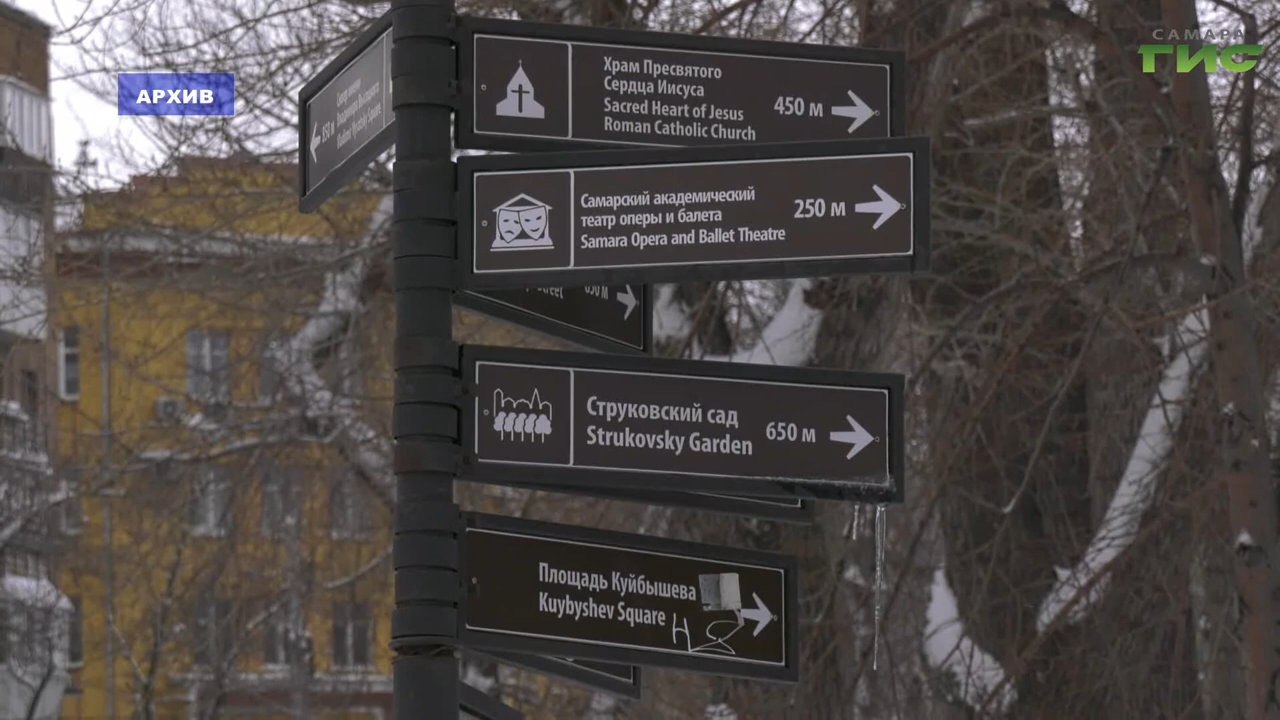 САМАРА
ГИС
АРХИВ
Храм Пресвятого
Сердца Иисуса
Sacred Heart of Jesus
Roman Catholic Church
450 м
850 м
Самарский академический
театр оперы и балета
Samara Opera and Ballet Theatre
250 м
650 м
Струковский сад
Strukovsky Garden
650 м
Площадь Куйбышева
Kuybyshev Square